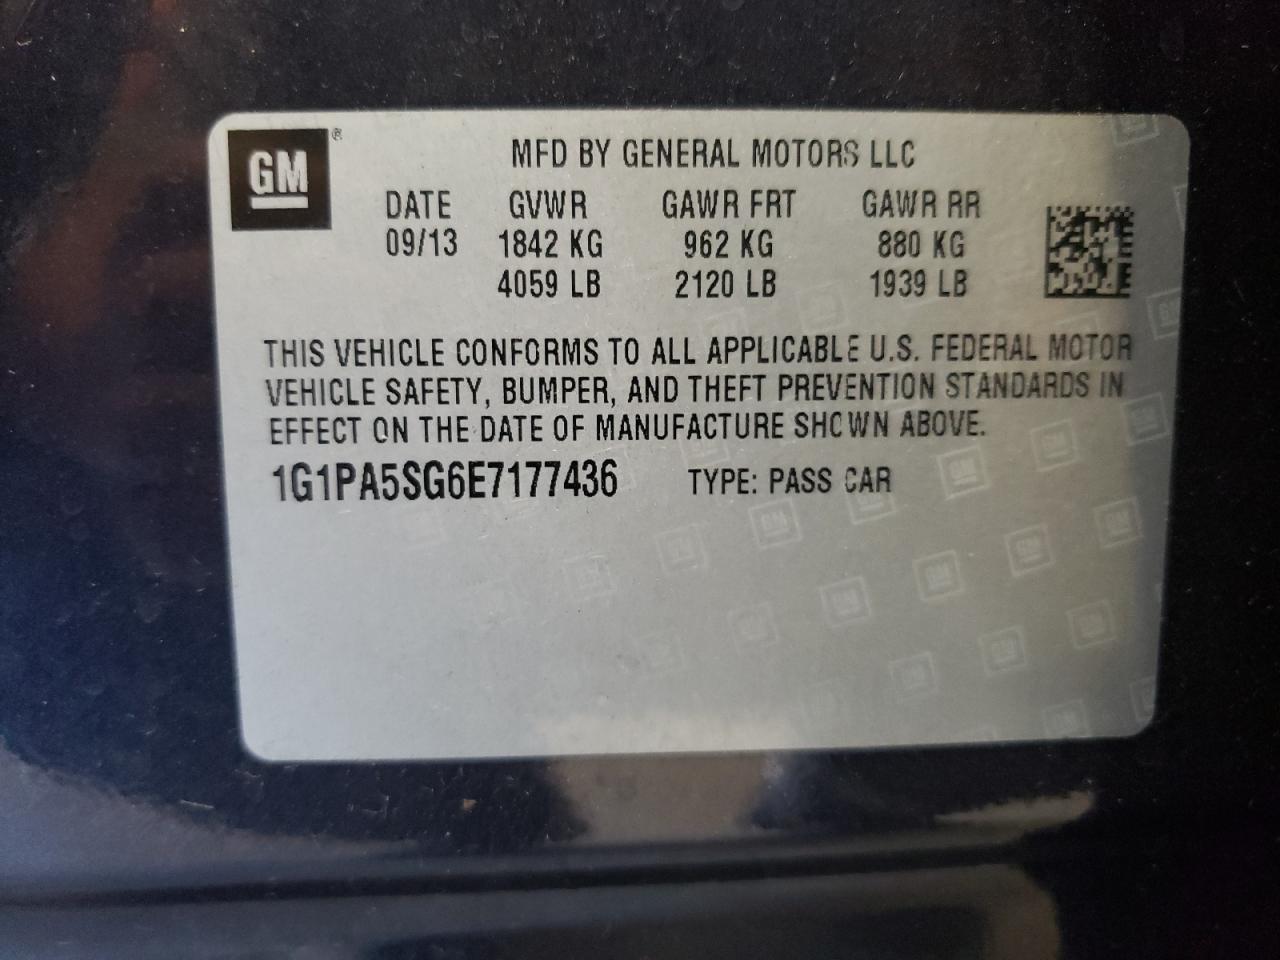 GM ®
MFD BY GENERAL MOTORS LLC
DATE GVWR GAWR FRT GAWR RR
09/13 1842 KG 962 KG 880 KG
4059 LB 2120 LB 1939 LB
THIS VEHICLE CONFORMS TO ALL APPLICABLE U.S. FEDERAL MOTOR
VEHICLE SAFETY, BUMPER, AND THEFT PREVENTION STANDARDS IN
EFFECT ON THE DATE OF MANUFACTURE SHOWN ABOVE.
1G1PA5SG6E7177436 TYPE: PASS CAR